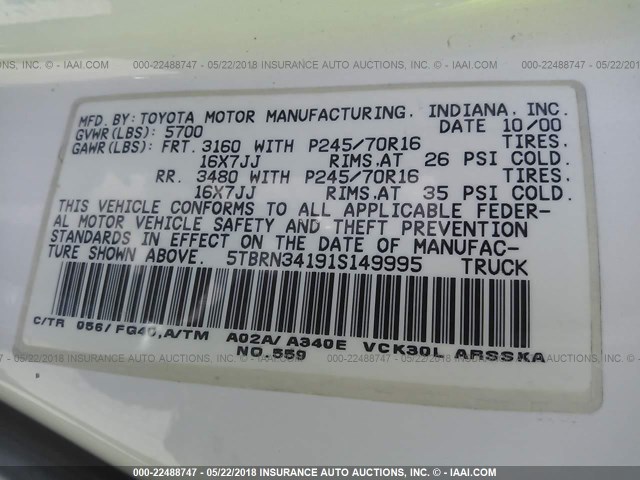 000-22488747 - 05/22/2018 INSURANCE AUTO AUCTIONS, INC. - © IAAI.COM
MFD. BY: TOYOTA MOTOR MANUFACTURING, INDIANA, INC.
GVWR(LBS): 5700 DATE 10/00
GAWR(LBS): FRT. 3160 WITH P245/70R16 TIRES.
16X7JJ RIMS,AT 26 PSI COLD.
RR. 3480 WITH P245/70R16 TIRES.
16X7JJ RIMS,AT 35 PSI COLD.
THIS VEHICLE CONFORMS TO ALL APPLICABLE FEDER-
AL MOTOR VEHICLE SAFETY AND THEFT PREVENTION
STANDARDS IN EFFECT ON THE DATE OF MANUFAC-
TURE SHOWN ABOVE. 5TBRN34191S149995 TRUCK
C/TR 056/FG40,A/TM A02A/A340E VCK30L ARSSKA
NO.559
000-22488747 - 05/22/2018 INSURANCE AUTO AUCTIONS, INC. - © IAAI.COM